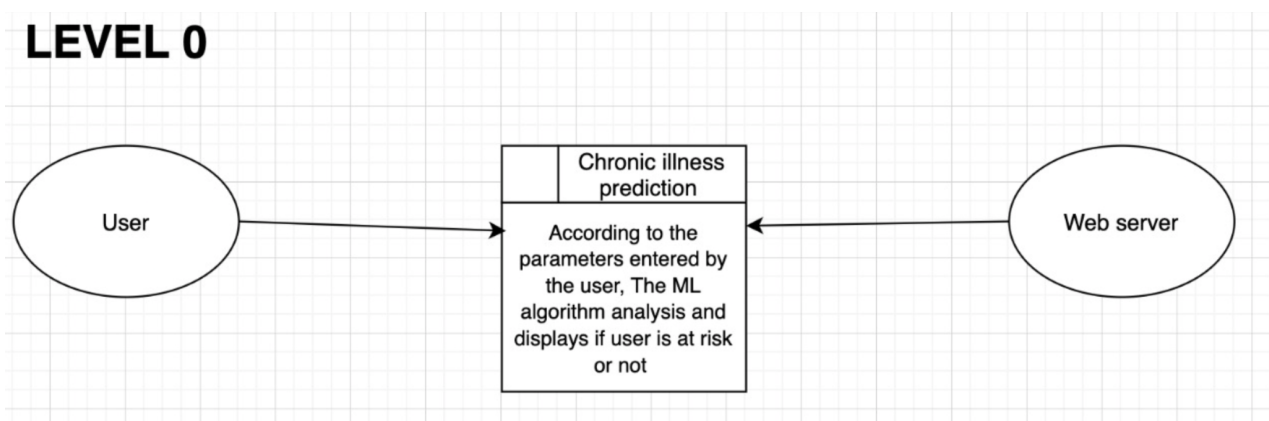 LEVEL 0
User
Chronic illness
prediction
According to the
parameters entered by
the user, The ML
algorithm analysis and
displays if user is at risk
or not
Web server